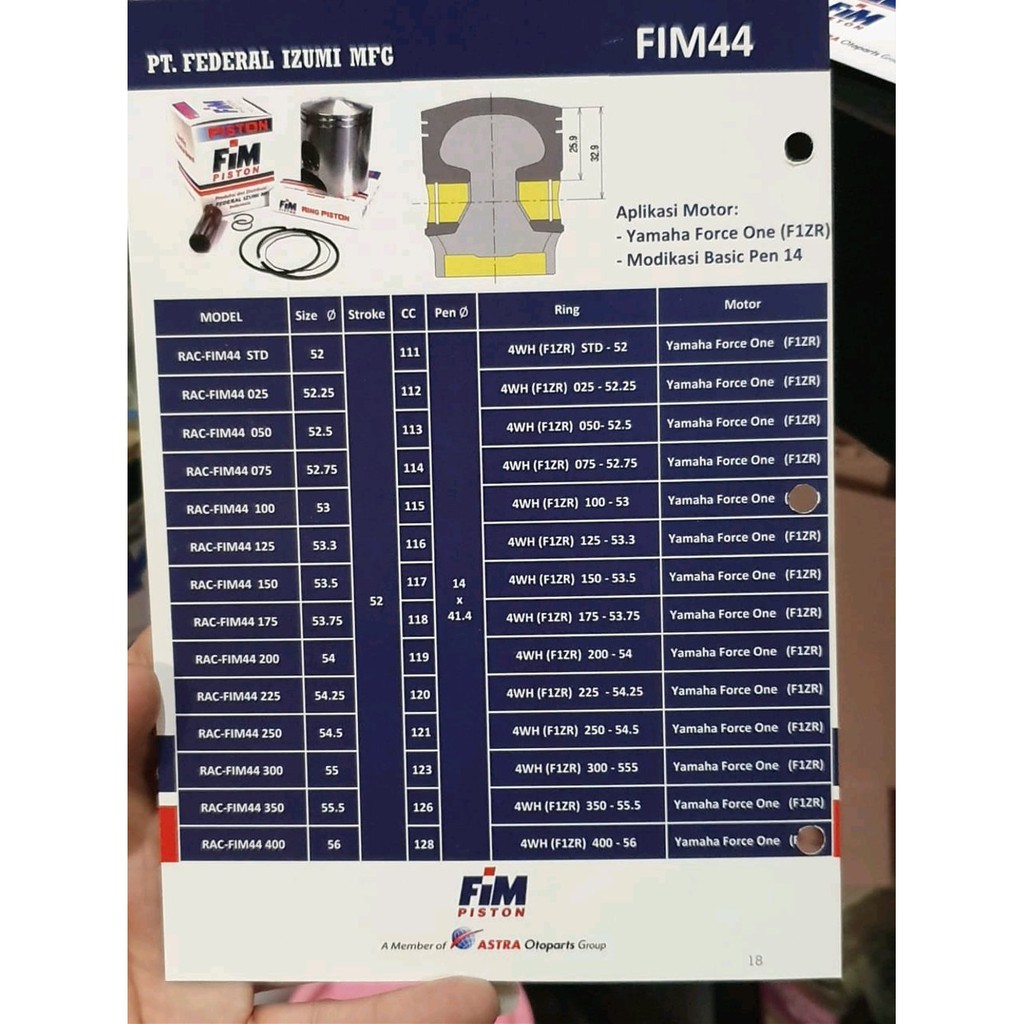 PT. FEDERAL IZUMI MFG
FIM44
PISTON
FiM
PISTON
FEDERAL IZUMI
FiM RING PISTON
25.9
32.9
Aplikasi Motor:
- Yamaha Force One (F1ZR)
- Modikasi Basic Pen 14
MODEL Size Ø Stroke CC Pen Ø Ring Motor
RAC-FIM44 STD 52 111 4WH (F1ZR) STD - 52 Yamaha Force One (F1ZR)
RAC-FIM44 025 52.25 112 4WH (F1ZR) 025 - 52.25 Yamaha Force One (F1ZR)
RAC-FIM44 050 52.5 113 4WH (F1ZR) 050- 52.5 Yamaha Force One (F1ZR)
RAC-FIM44 075 52.75 114 4WH (F1ZR) 075 - 52.75 Yamaha Force One (F1ZR)
RAC-FIM44 100 53 115 4WH (F1ZR) 100 - 53 Yamaha Force One
RAC-FIM44 125 53.3 116 4WH (F1ZR) 125 - 53.3 Yamaha Force One (F1ZR)
RAC-FIM44 150 53.5 117 4WH (F1ZR) 150 - 53.5 Yamaha Force One (F1ZR)
52
14 x 41.4
RAC-FIM44 175 53.75 118 4WH (F1ZR) 175 - 53.75 Yamaha Force One (F1ZR)
RAC-FIM44 200 54 119 4WH (F1ZR) 200 - 54 Yamaha Force One (F1ZR)
RAC-FIM44 225 54.25 120 4WH (F1ZR) 225 - 54.25 Yamaha Force One (F1ZR)
RAC-FIM44 250 54.5 121 4WH (F1ZR) 250 - 54.5 Yamaha Force One (F1ZR)
RAC-FIM44 300 55 123 4WH (F1ZR) 300 - 555 Yamaha Force One (F1ZR)
RAC-FIM44 350 55.5 126 4WH (F1ZR) 350 - 55.5 Yamaha Force One (F1ZR)
RAC-FIM44 400 56 128 4WH (F1ZR) 400 - 56 Yamaha Force One
FiM
PISTON
A Member of ASTRA Otoparts Group
18